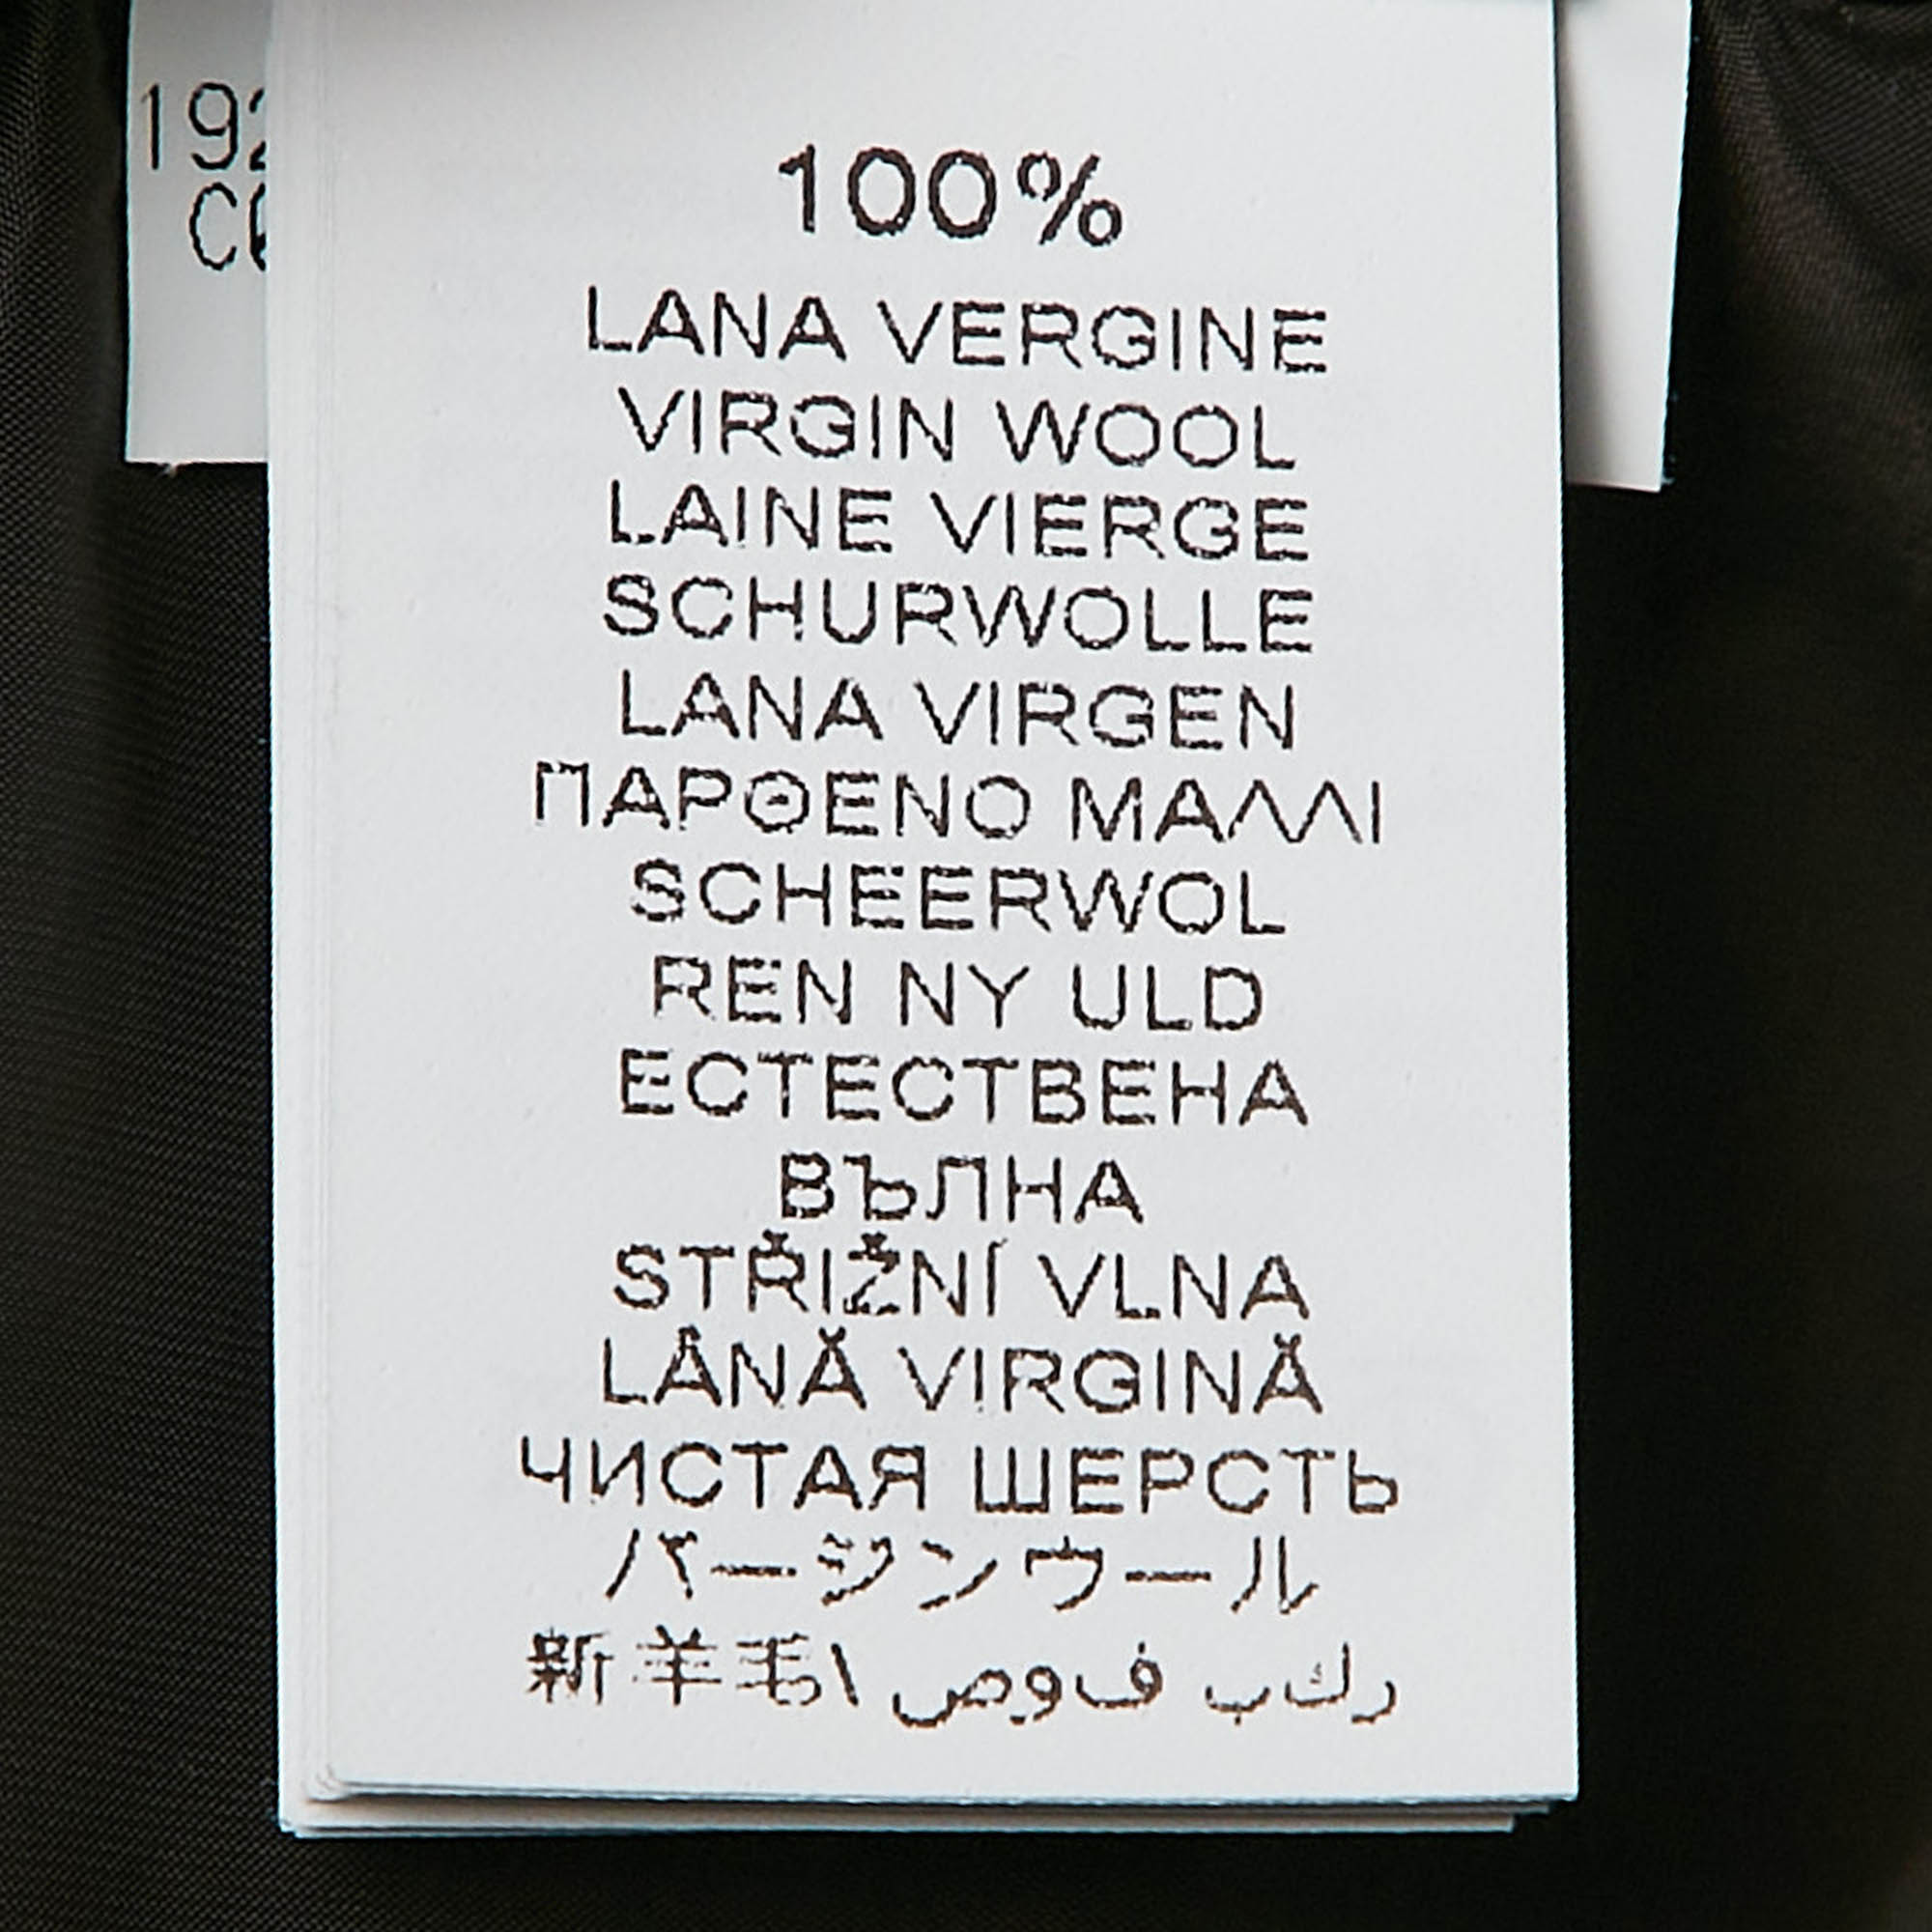 192
100%
LANA VERGINE
VIRGIN WOOL
LAINE VIERGE
SCHURWOLLE
LANA VIRGEN
ΠΑΡΘΕΝΟ ΜΑΛΛΙ
SCHEERWOL
REN NY ULD
ЕСТЕСТВЕНА
ВЪЛНА
STŘIŽNÍ VLNA
LÂNĂ VIRGINĂ
ЧИСТАЯ ШЕРСТЬ
バージンウール
新羊毛\ صوف بكر